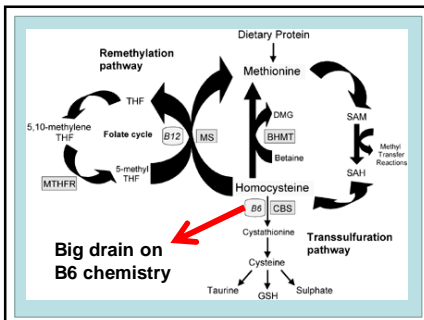 Dietary Protein
Remethylation
pathway
Methionine
THF
DMG
SAM
5,10-methylene
THF
Folate cycle
B12
MS
BHMT
Methyl
Transfer
Reactions
5-methyl
THF
Betaine
MTHFR
SAH
Homocysteine
B6
CBS
Cystathionine
Transsulfuration
pathway
Big drain on
B6 chemistry
Cysteine
Taurine
GSH
Sulphate